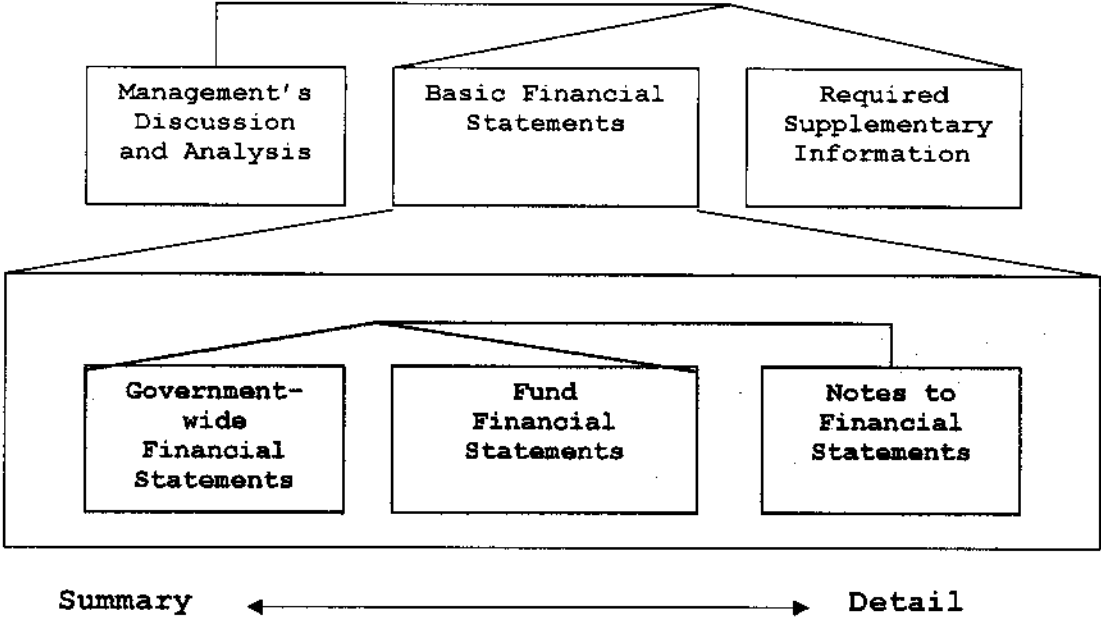 Management's
Discussion
and Analysis
Basic Financial
Statements
Required
Supplementary
Information
Government-
wide
Financial
Statements
Fund
Financial
Statements
Notes to
Financial
Statements
Summary
Detail